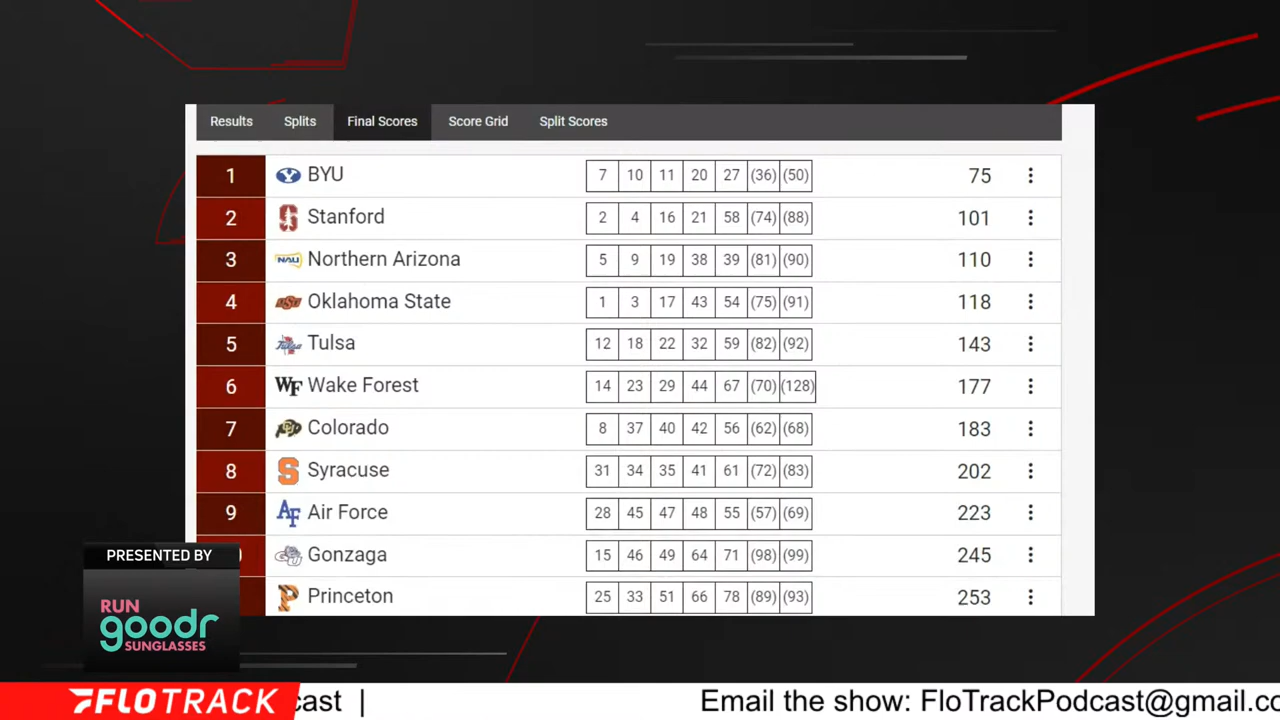 Results Splits Final Scores Score Grid Split Scores
1 BYU 7 10 11 20 27 (36) (50) 75
2 Stanford 2 4 16 21 58 (74) (88) 101
3 NAU Northern Arizona 5 9 19 38 39 (81) (90) 110
4 Oklahoma State 1 3 17 43 54 (75) (91) 118
5 Tulsa Tulsa 12 18 22 32 59 (82) (92) 143
6 WF Wake Forest 14 23 29 44 67 (70) (128) 177
7 CU Colorado 8 37 40 42 56 (62) (68) 183
8 S Syracuse 31 34 35 41 61 (72) (83) 202
9 AF Air Force 28 45 47 48 55 (57) (69) 223
Gonzaga 15 46 49 64 71 (98) (99) 245
P Princeton 25 33 51 66 78 (89) (93) 253
PRESENTED BY
RUN
goodr
SUNGLASSES
FLOTRACK cast | Email the show: FloTrackPodcast@gmail.co